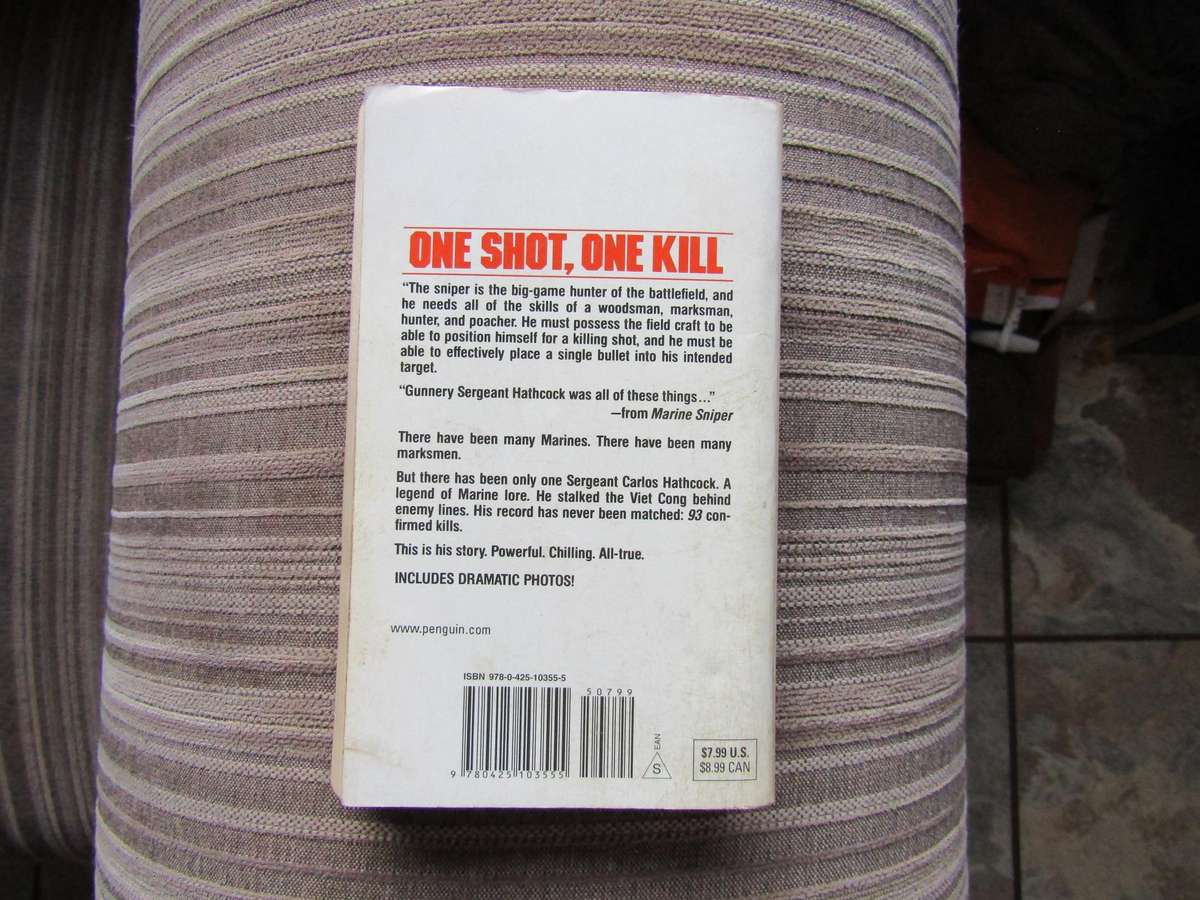 ONE SHOT, ONE KILL
“The sniper is the big-game hunter of the battlefield, and
he needs all of the skills of a woodsman, marksman,
hunter, and poacher. He must possess the field craft to be
able to position himself for a killing shot, and he must be
able to effectively place a single bullet into his intended
target.
“Gunnery Sergeant Hathcock was all of these things...”
—from Marine Sniper
There have been many Marines. There have been many
marksmen.
But there has been only one Sergeant Carlos Hathcock. A
legend of Marine lore. He stalked the Viet Cong behind
enemy lines. His record has never been matched: 93 con-
firmed kills.
This is his story. Powerful. Chilling. All-true.
INCLUDES DRAMATIC PHOTOS!
www.penguin.com
ISBN 978-0-425-10355-5
50799
9 780425 103555
EAN
S
$7.99 U.S.
$8.99 CAN